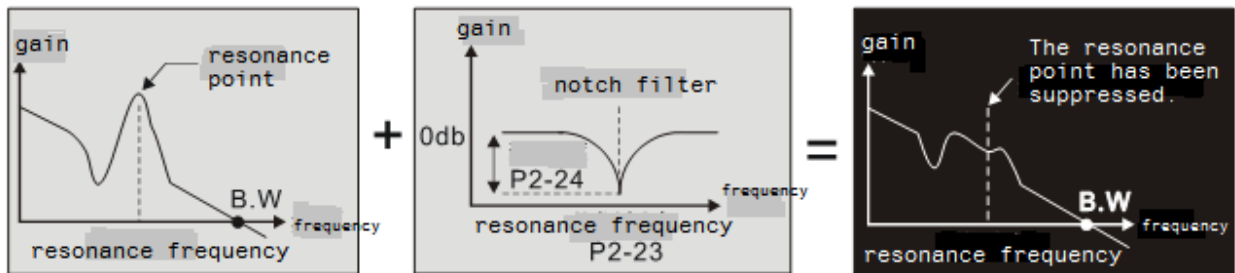 gain
resonance
point
B.W
frequency
resonance frequency
+
gain
notch filter
0db
P2-24
frequency
resonance frequency
P2-23
=
gain
The resonance
point has been
suppressed.
B.W
frequency
resonance frequency